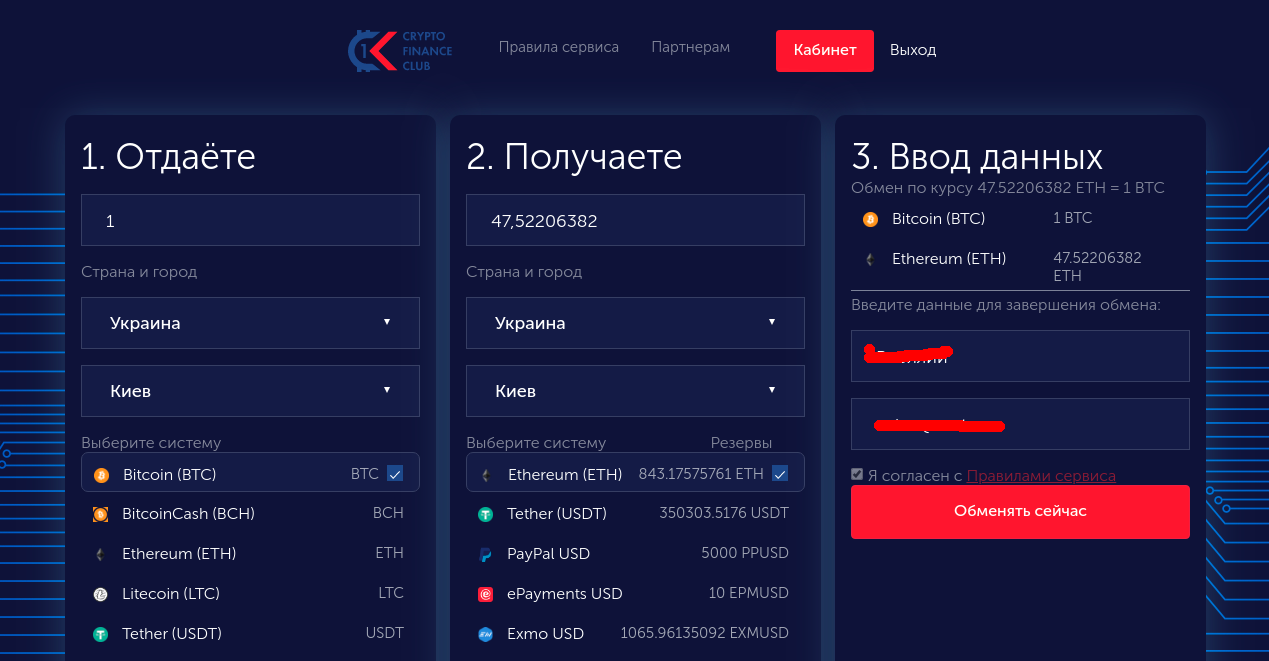 CRYPTO
FINANCE
CLUB
Правила сервиса
Партнерам
Кабинет
Выход
1. Отдаёте
1
Страна и город
Украина
Киев
Выберите систему
Bitcoin (BTC) BTC
BitcoinCash (BCH) BCH
Ethereum (ETH) ETH
Litecoin (LTC) LTC
Tether (USDT) USDT
2. Получаете
47,52206382
Страна и город
Украина
Киев
Выберите систему Резервы
Ethereum (ETH) 843.17575761 ETH
Tether (USDT) 350303.5176 USDT
PayPal USD 5000 PPUSD
ePayments USD 10 EPMUSD
Exmo USD 1065.96135092 EXMUSD
3. Ввод данных
Обмен по курсу 47.52206382 ETH = 1 BTC
Bitcoin (BTC) 1 BTC
Ethereum (ETH) 47.52206382
ETH
Введите данные для завершения обмена:
Я согласен с Правилами сервиса
Обменять сейчас